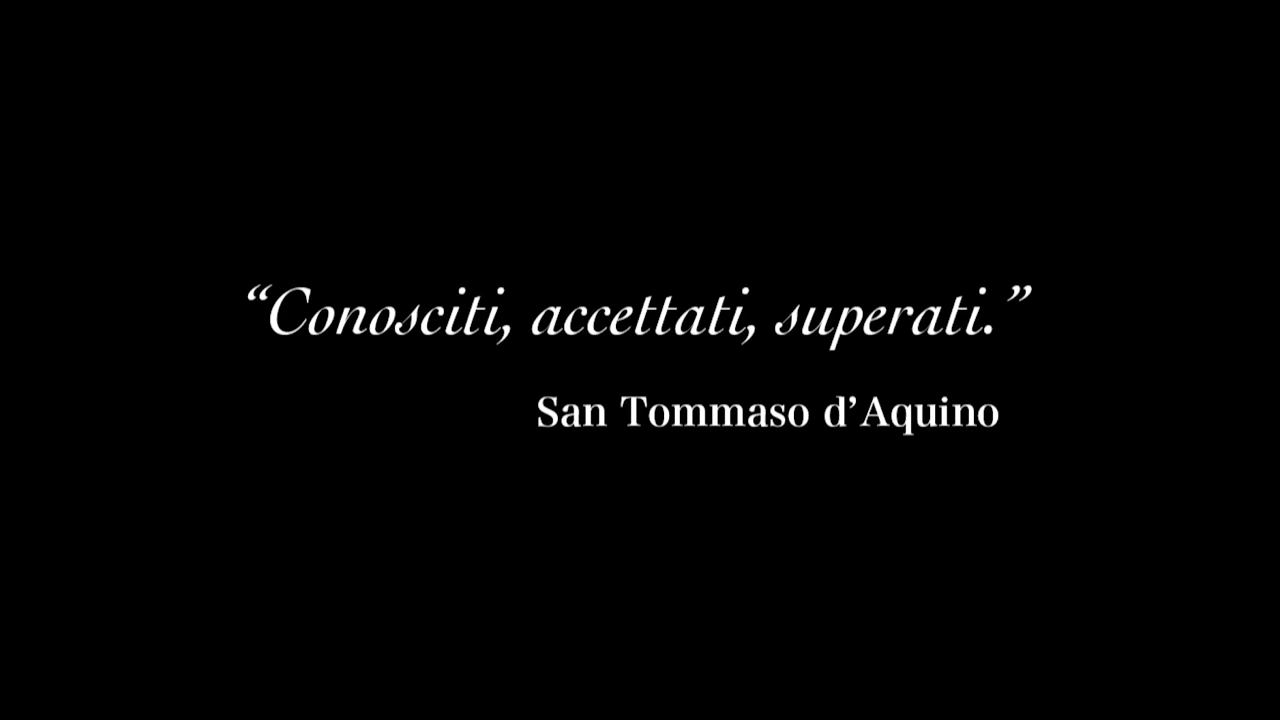 “Conosciti, accettati, superati.”
San Tommaso d’Aquino